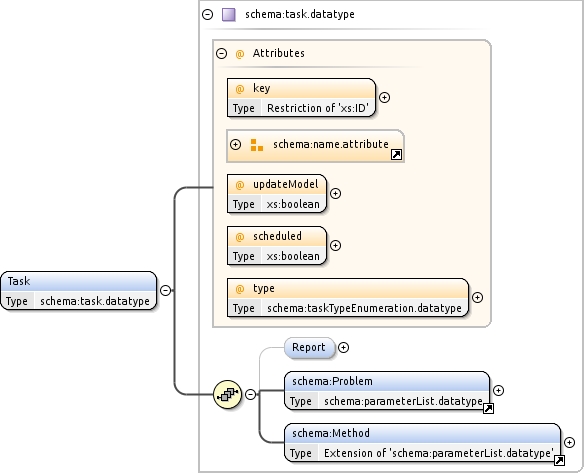 schema:task.datatype
@ Attributes
@ key
Type Restriction of 'xs:ID'
schema:name.attribute
@ updateModel
Type xs:boolean
@ scheduled
Type xs:boolean
@ type
Type schema:taskTypeEnumeration.datatype
Task
Type schema:task.datatype
Report
schema:Problem
Type schema:parameterList.datatype
schema:Method
Type Extension of 'schema:parameterList.datatype'